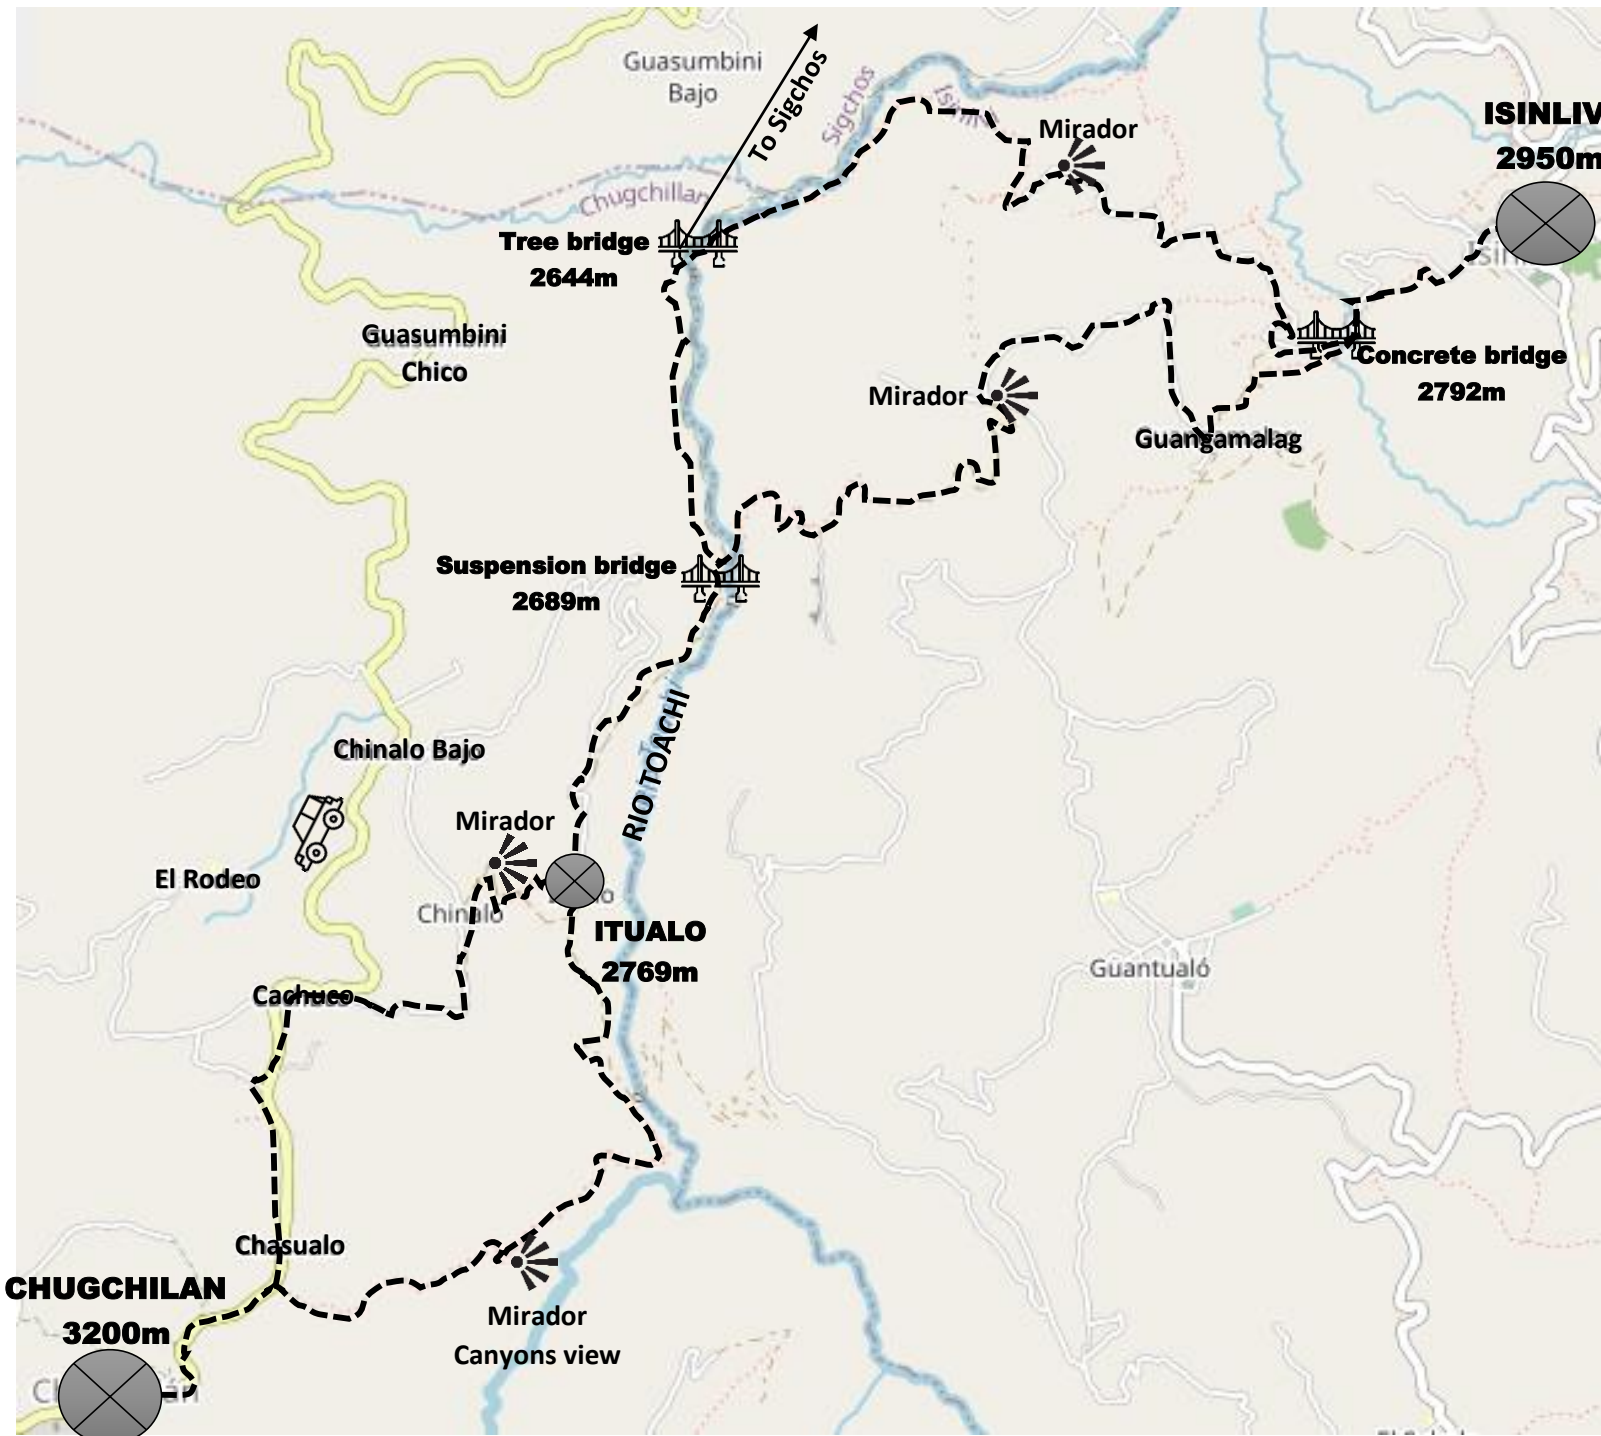 Guasumbini
Bajo
To Sigchos
Sigchos
Mirador
ISINLIV
2950m
Chugchillan
Tree bridge
2644m
Guasumbini
Chico
Concrete bridge
2792m
Mirador
Guangamalag
Suspension bridge
2689m
RIO TOACHI
Chinalo Bajo
Mirador
El Rodeo
Chinalo
ITUALO
2769m
Guantualó
Cachuco
Chasualo
CHUGCHILAN
3200m
Mirador
Canyons view